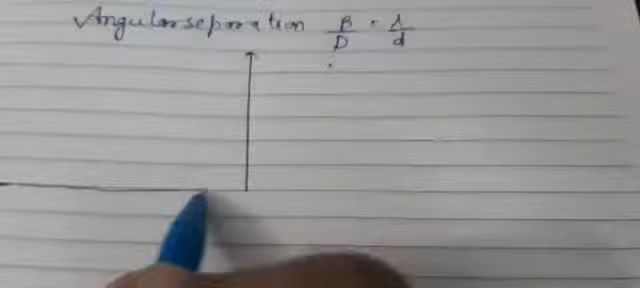 Angular separation β/D = λ/d